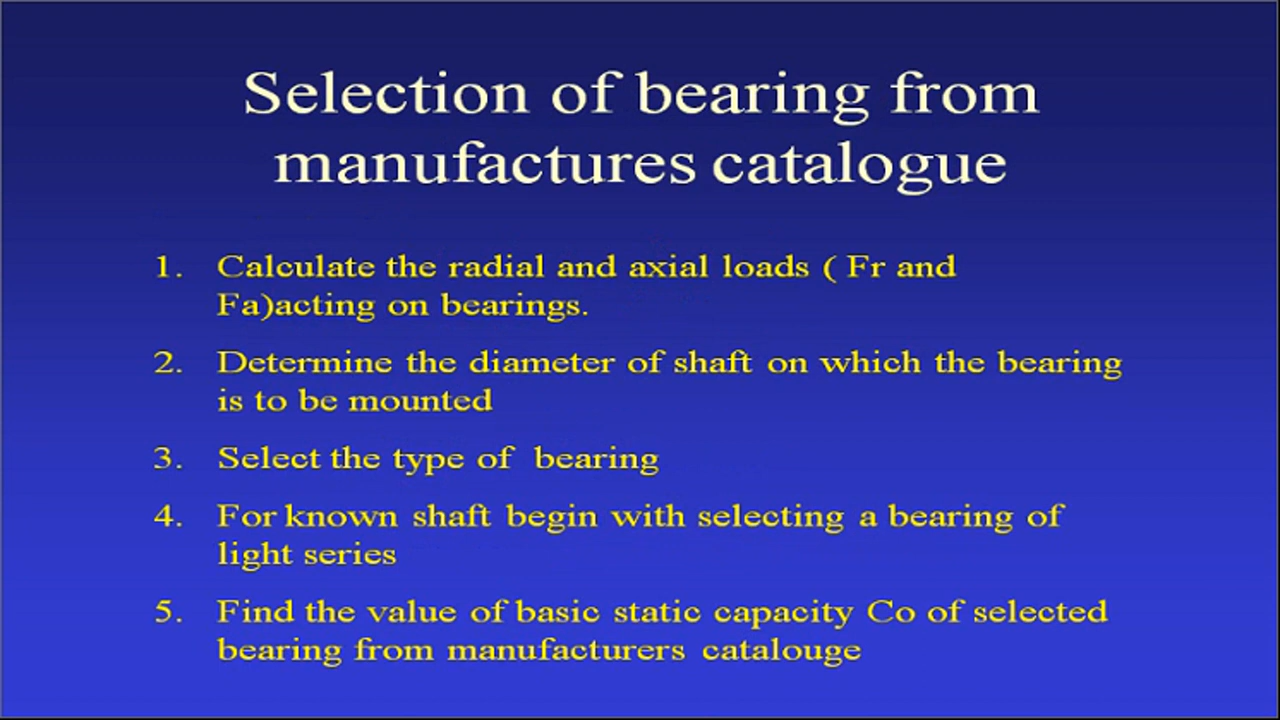 Selection of bearing from
manufactures catalogue
1. Calculate the radial and axial loads ( Fr and
Fa)acting on bearings.
2. Determine the diameter of shaft on which the bearing
is to be mounted
3. Select the type of bearing
4. For known shaft begin with selecting a bearing of
light series
5. Find the value of basic static capacity Co of selected
bearing from manufacturers catalouge